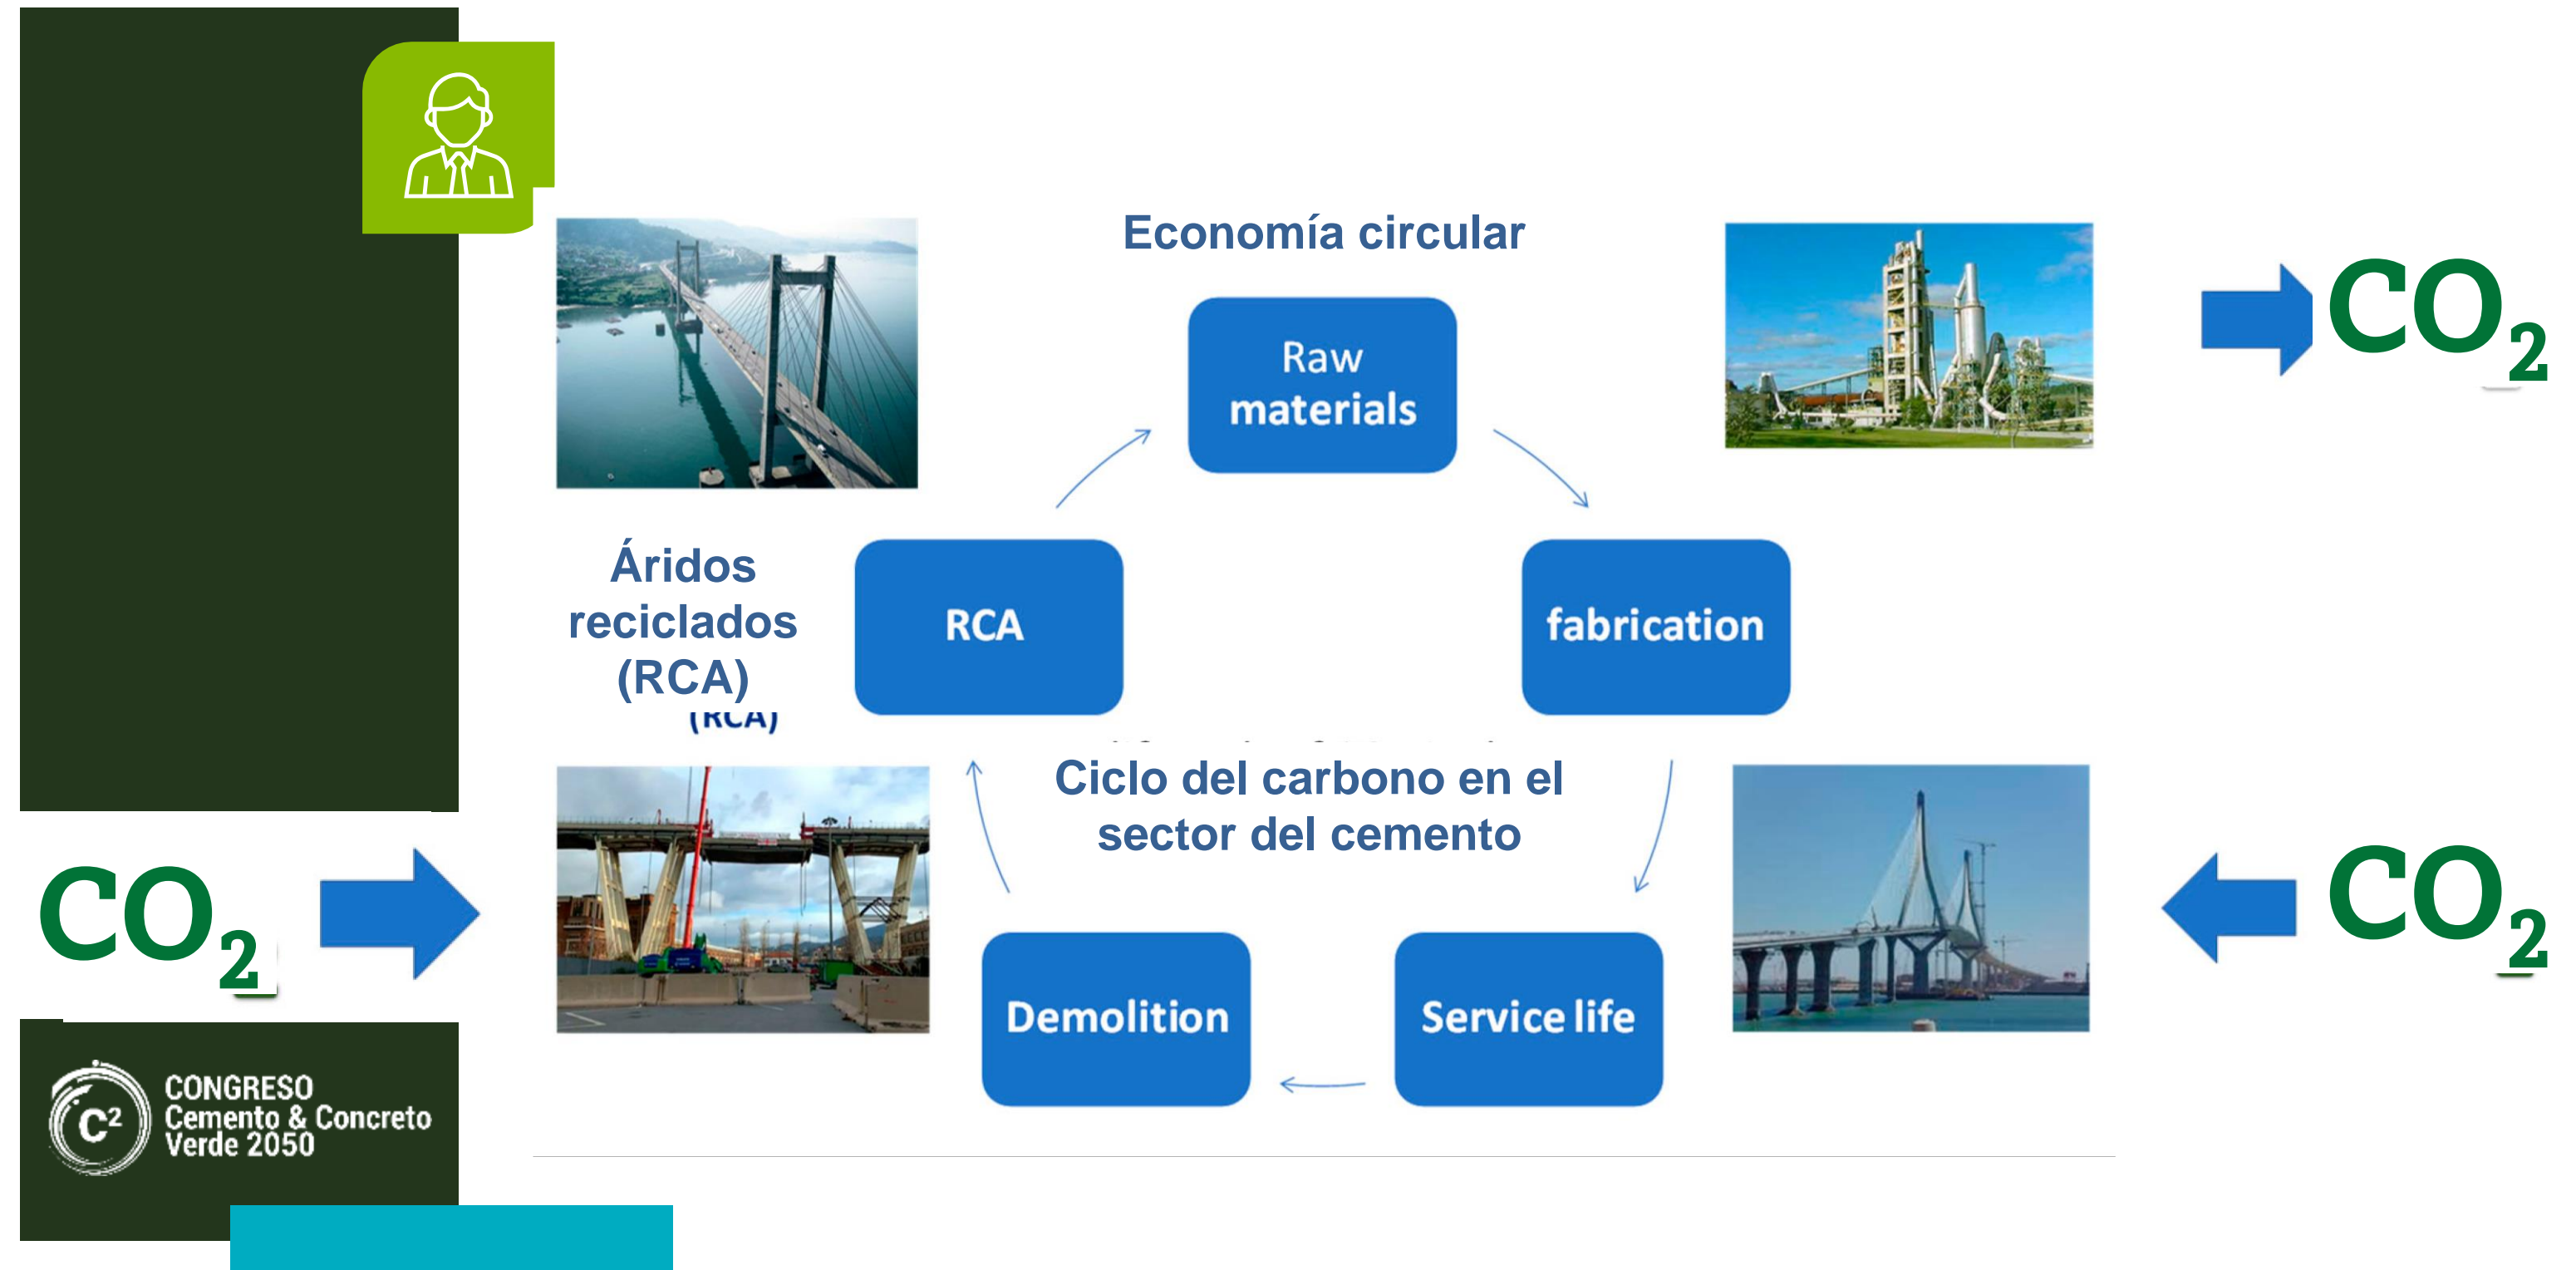 Economía circular
CO2
Raw
materials
Áridos
reciclados
(RCA)
(RCA)
RCA
fabrication
Ciclo del carbono en el
sector del cemento
CO2
CO2
Demolition
Service life
C2
CONGRESO
Cemento & Concreto
Verde 2050